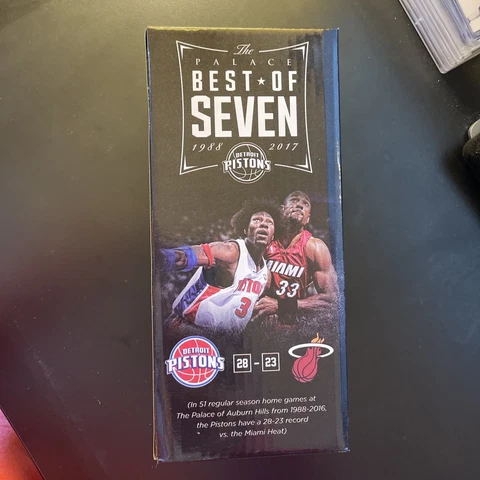 The
PALACE
BEST★OF
SEVEN
1988 2017
DETROIT
PISTONS
MIAMI
33
3
DETROIT
PISTONS
28 - 23
(In 51 regular season home games at
The Palace of Auburn Hills from 1988-2016,
the Pistons have a 28-23 record
vs. the Miami Heat)